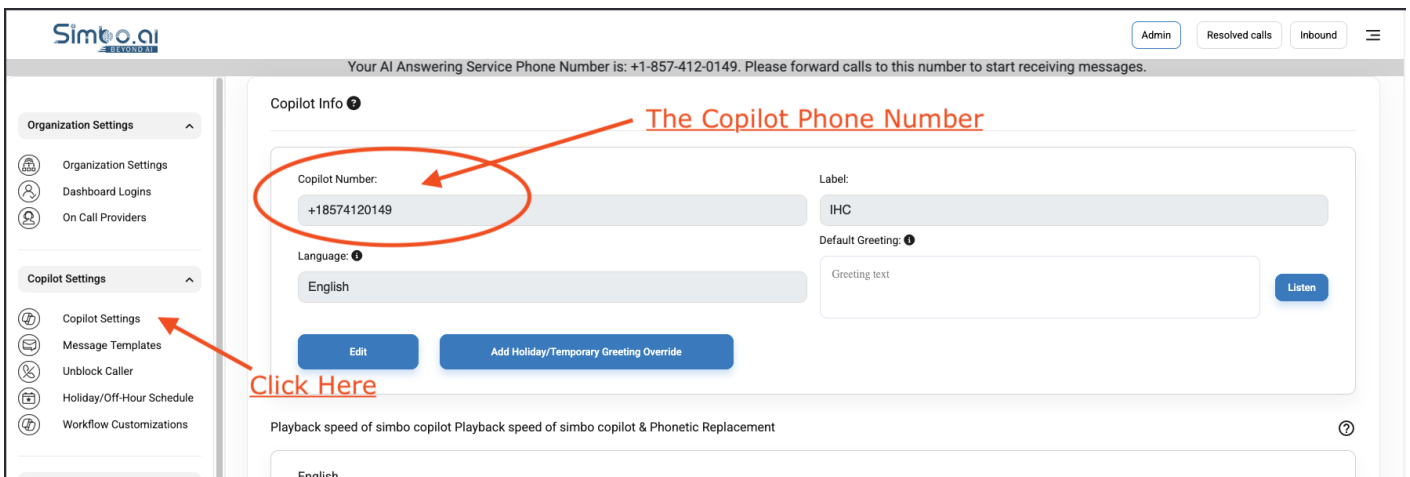 Simbo.ai
BEYOND AI
Admin
Resolved calls
Inbound
Your AI Answering Service Phone Number is: +1-857-412-0149. Please forward calls to this number to start receiving messages.
Organization Settings
Organization Settings
Dashboard Logins
On Call Providers
Copilot Settings
Copilot Settings
Message Templates
Unblock Caller
Holiday/Off-Hour Schedule
Workflow Customizations
Copilot Info
The Copilot Phone Number
Copilot Number:
+18574120149
Label:
IHC
Language:
English
Default Greeting:
Greeting text
Listen
Edit
Add Holiday/Temporary Greeting Override
Click Here
Playback speed of simbo copilot Playback speed of simbo copilot & Phonetic Replacement
English